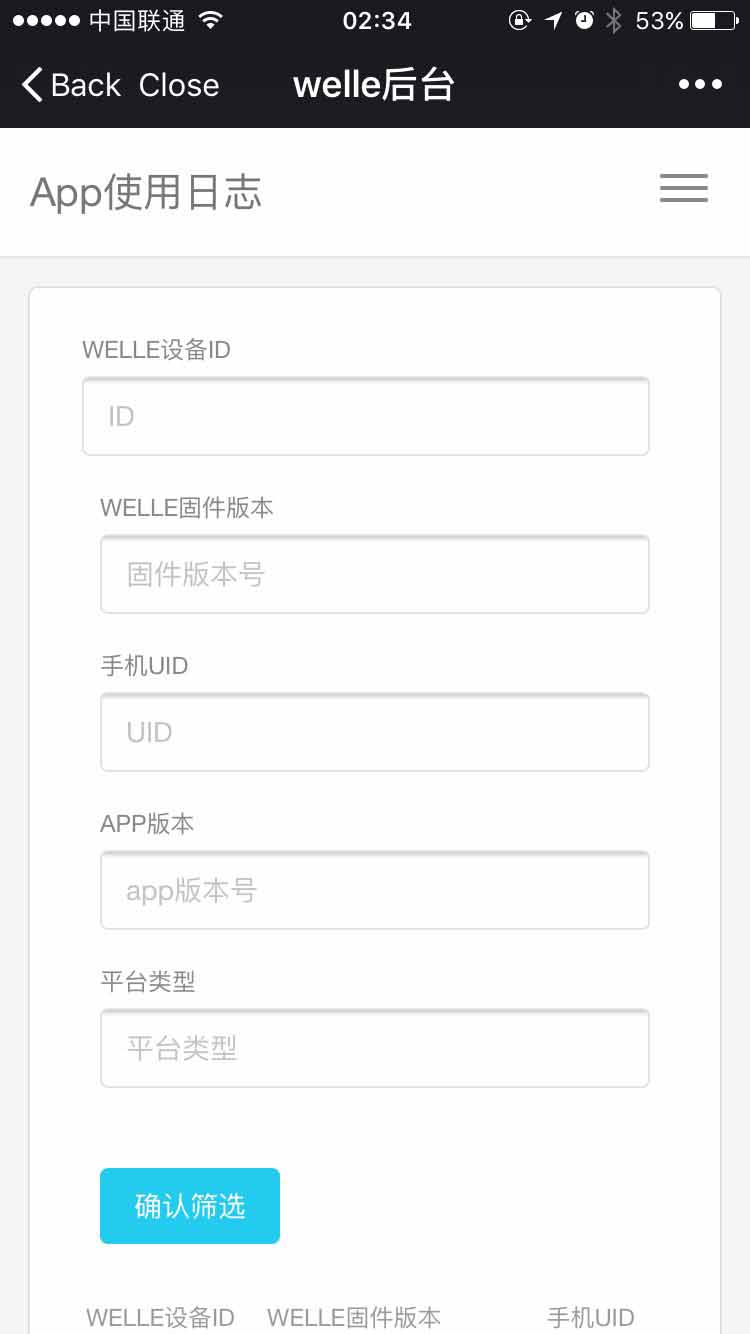 中国联通 02:34 53%
Back Close welle后台
App使用日志
WELLE设备ID
ID
WELLE固件版本
固件版本号
手机UID
UID
APP版本
app版本号
平台类型
平台类型
确认筛选
WELLE设备ID WELLE固件版本 手机UID